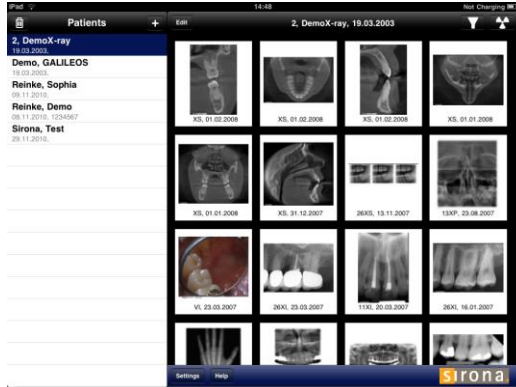 iPad
14:48
Not Charging
Patients
+
Edit
2, DemoX-ray, 19.03.2003
2, DemoX-ray
19.03.2003,
Demo, GALILEOS
19.03.2003,
Reinke, Sophia
09.11.2010,
Reinke, Demo
08.11.2010, 1234567
Sirona, Test
29.11.2010,
XS, 01.02.2008
XS, 01.02.2008
XS, 01.02.2008
XS, 01.01.2008
XS, 01.01.2008
XS, 31.12.2007
26XS, 13.11.2007
13XP, 23.08.2007
VI, 23.03.2007
26XI, 23.03.2007
11XI, 20.03.2007
26XI, 16.01.2007
Settings
Help
sirona